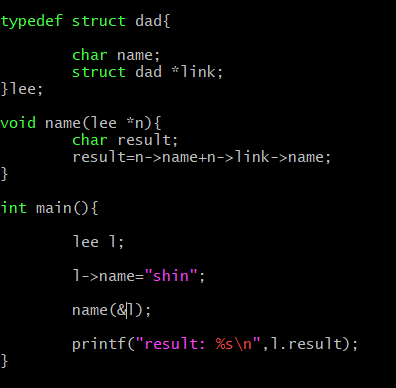 typedef struct dad{
char name;
struct dad *link;
}lee;
void name(lee *n){
char result;
result=n->name+n->link->name;
}
int main(){
lee l;
l->name="shin";
name(&l);
printf("result: %s\n",l.result);
}